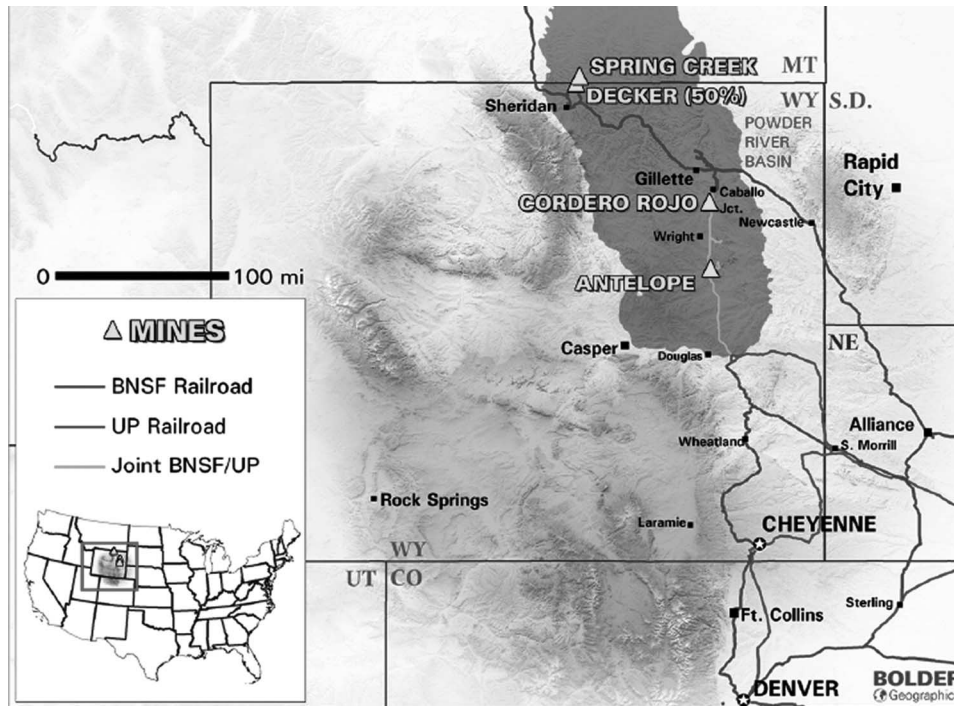 SPRING CREEK
MT
DECKER (50%)
WY
S.D.
Sheridan
POWDER
RIVER
BASIN
Rapid
City
Gillette
Caballo
Jct.
CORDERO ROJO
Newcastle
Wright
0 100 mi
ANTELOPE
MINES
NE
Casper
Douglas
BNSF Railroad
UP Railroad
Alliance
Wheatland
S. Morrill
Joint BNSF/UP
Rock Springs
Laramie
CHEYENNE
WY
UT
CO
Sterling
Ft. Collins
BOLDER
Geographic
DENVER